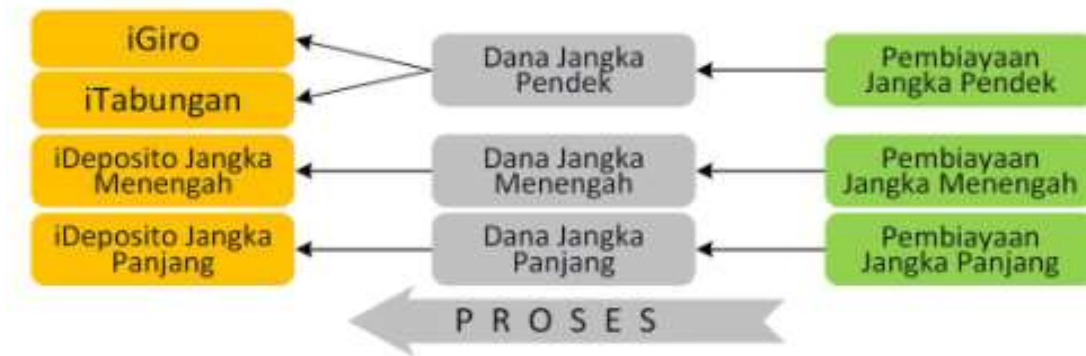 iGiro
Dana Jangka
Pendek
Pembiayaan
Jangka Pendek
iTabungan
iDeposito Jangka
Menengah
Dana Jangka
Menengah
Pembiayaan
Jangka Menengah
iDeposito Jangka
Panjang
Dana Jangka
Panjang
Pembiayaan
Jangka Panjang
P R O S E S